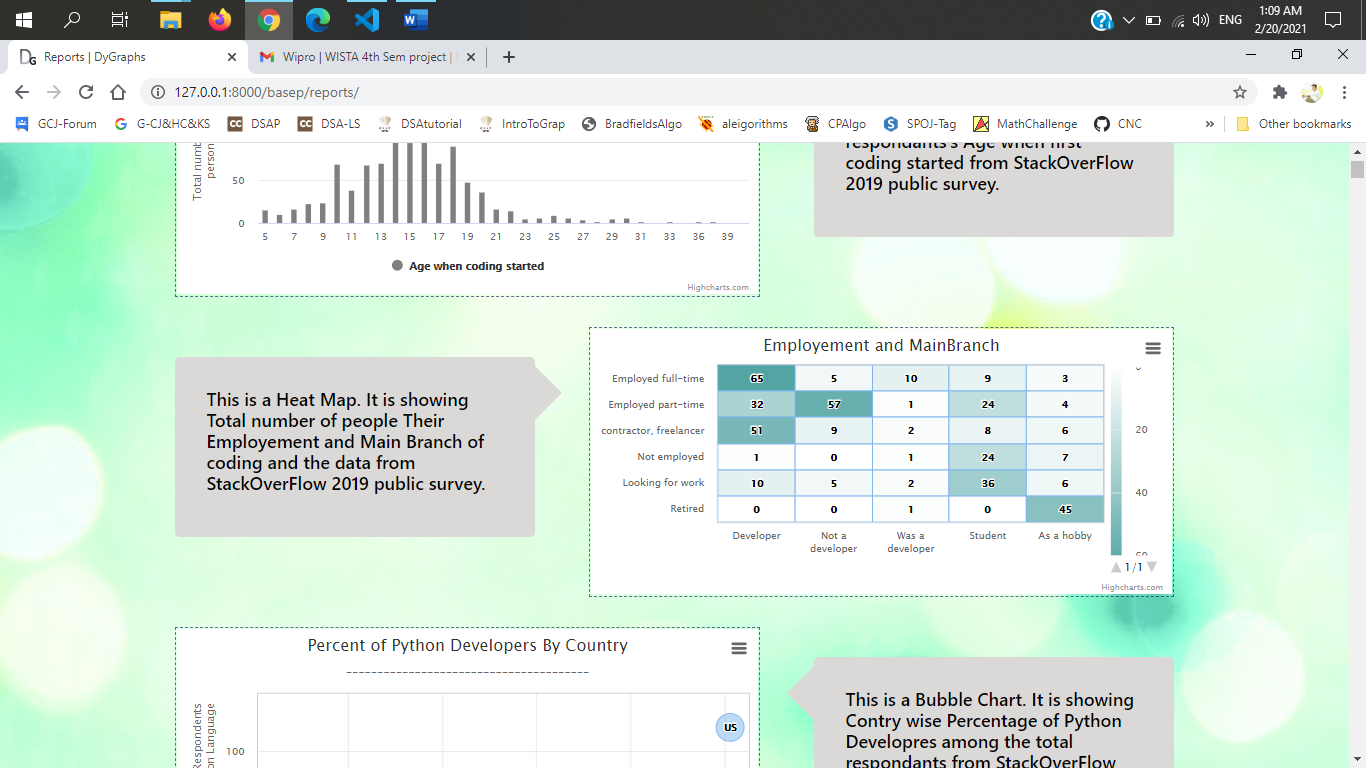 ENG
1:09 AM
2/20/2021
Reports | DyGraphs
Wipro | WISTA 4th Sem project |
127.0.0.1:8000/basep/reports/
GCJ-Forum
G-CJ&HC&KS
DSAP
DSA-LS
DSAtutorial
IntroToGrap
BradfieldsAlgo
aleigorithms
CPAlgo
SPOJ-Tag
MathChallenge
CNC
Other bookmarks
Total numb
person
50
0
5 7 9 11 13 15 17 19 21 23 25 27 29 31 33 36 39
Age when coding started
Highcharts.com
respondants's Age when first
coding started from StackOverFlow
2019 public survey.
This is a Heat Map. It is showing
Total number of people Their
Employement and Main Branch of
coding and the data from
StackOverFlow 2019 public survey.
Employement and MainBranch
Employed full-time 65 5 10 9 3
Employed part-time 32 57 1 24 4
contractor, freelancer 51 9 2 8 6
Not employed 1 0 1 24 7
Looking for work 10 5 2 36 6
Retired 0 0 1 0 45
Developer Not a developer Was a developer Student As a hobby
0
20
40
60
1/1
Highcharts.com
Percent of Python Developers By Country
---------------------------------------
Respondents
on Language
100
US
This is a Bubble Chart. It is showing
Contry wise Percentage of Python
Developres among the total
respondants from StackOverFlow